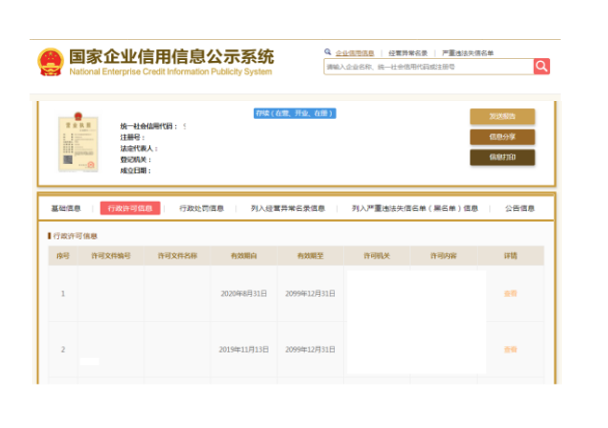 国家企业信用信息公示系统
National Enterprise Credit Information Publicity System
企业信用信息 | 经营异常名录 | 严重违法失信名单
请输入企业名称、统一社会信用代码或注册号
存续(在营、开业、在册)
统一社会信用代码:
注册号:
法定代表人:
登记机关:
成立日期:
发送报告
信息分享
信息打印
营业执照
基础信息 | 行政许可信息 | 行政处罚信息 | 列入经营异常名录信息 | 列入严重违法失信名单(黑名单)信息 | 公告信息
行政许可信息
序号 许可文件编号 许可文件名称 有效期自 有效期至 许可机关 许可内容 详情
1 2020年8月31日 2099年12月31日 查看
2 2019年11月13日 2099年12月31日 查看